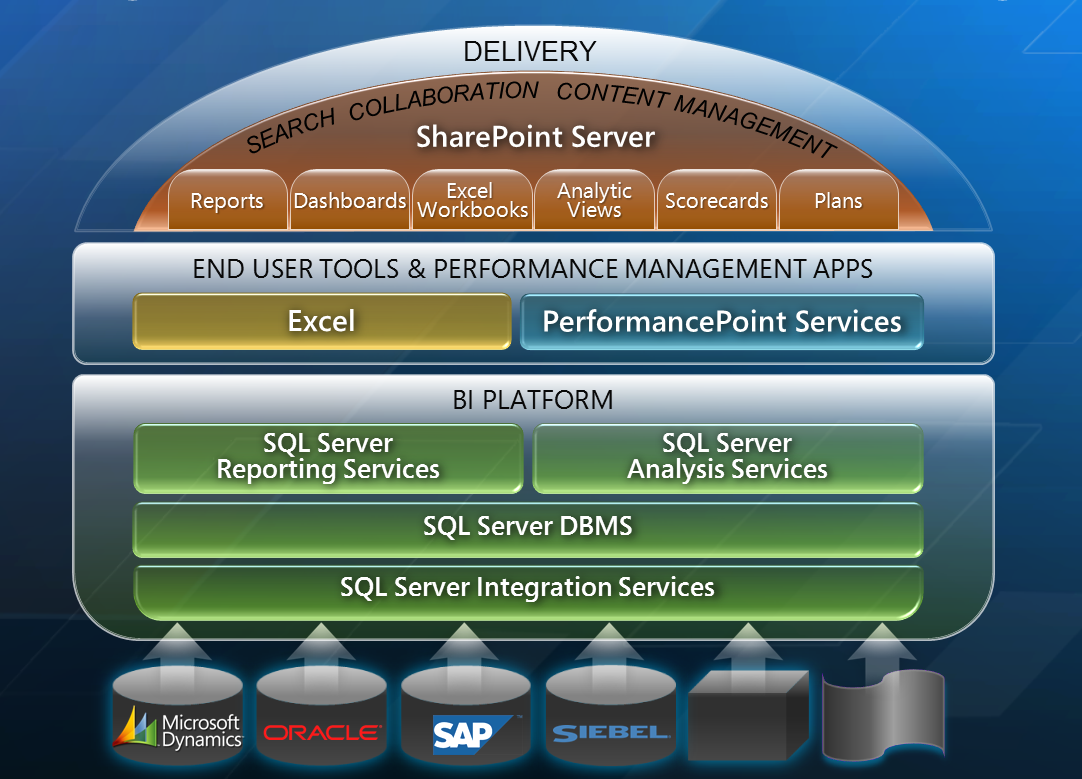 DELIVERY
SEARCH COLLABORATION CONTENT MANAGEMENT
SharePoint Server
Reports
Dashboards
Excel
Workbooks
Analytic
Views
Scorecards
Plans
END USER TOOLS & PERFORMANCE MANAGEMENT APPS
Excel
PerformancePoint Services
BI PLATFORM
SQL Server
Reporting Services
SQL Server
Analysis Services
SQL Server DBMS
SQL Server Integration Services
Microsoft
Dynamics
ORACLE
SAP
SIEBEL